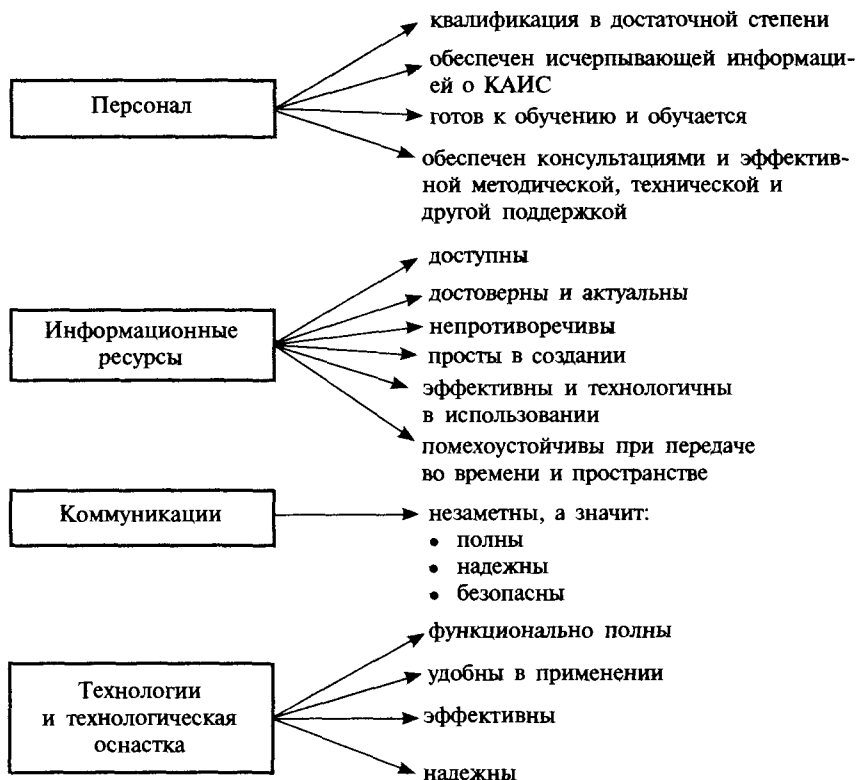 Персонал
квалификация в достаточной степени
обеспечен исчерпывающей информаци-
ей о КАИС
готов к обучению и обучается
обеспечен консультациями и эффектив-
ной методической, технической и
другой поддержкой
Информационные
ресурсы
доступны
достоверны и актуальны
непротиворечивы
просты в создании
эффективны и технологичны
в использовании
помехоустойчивы при передаче
во времени и пространстве
Коммуникации
незаметны, а значит:
• полны
• надежны
• безопасны
Технологии
и технологическая
оснастка
функционально полны
удобны в применении
эффективны
надежны